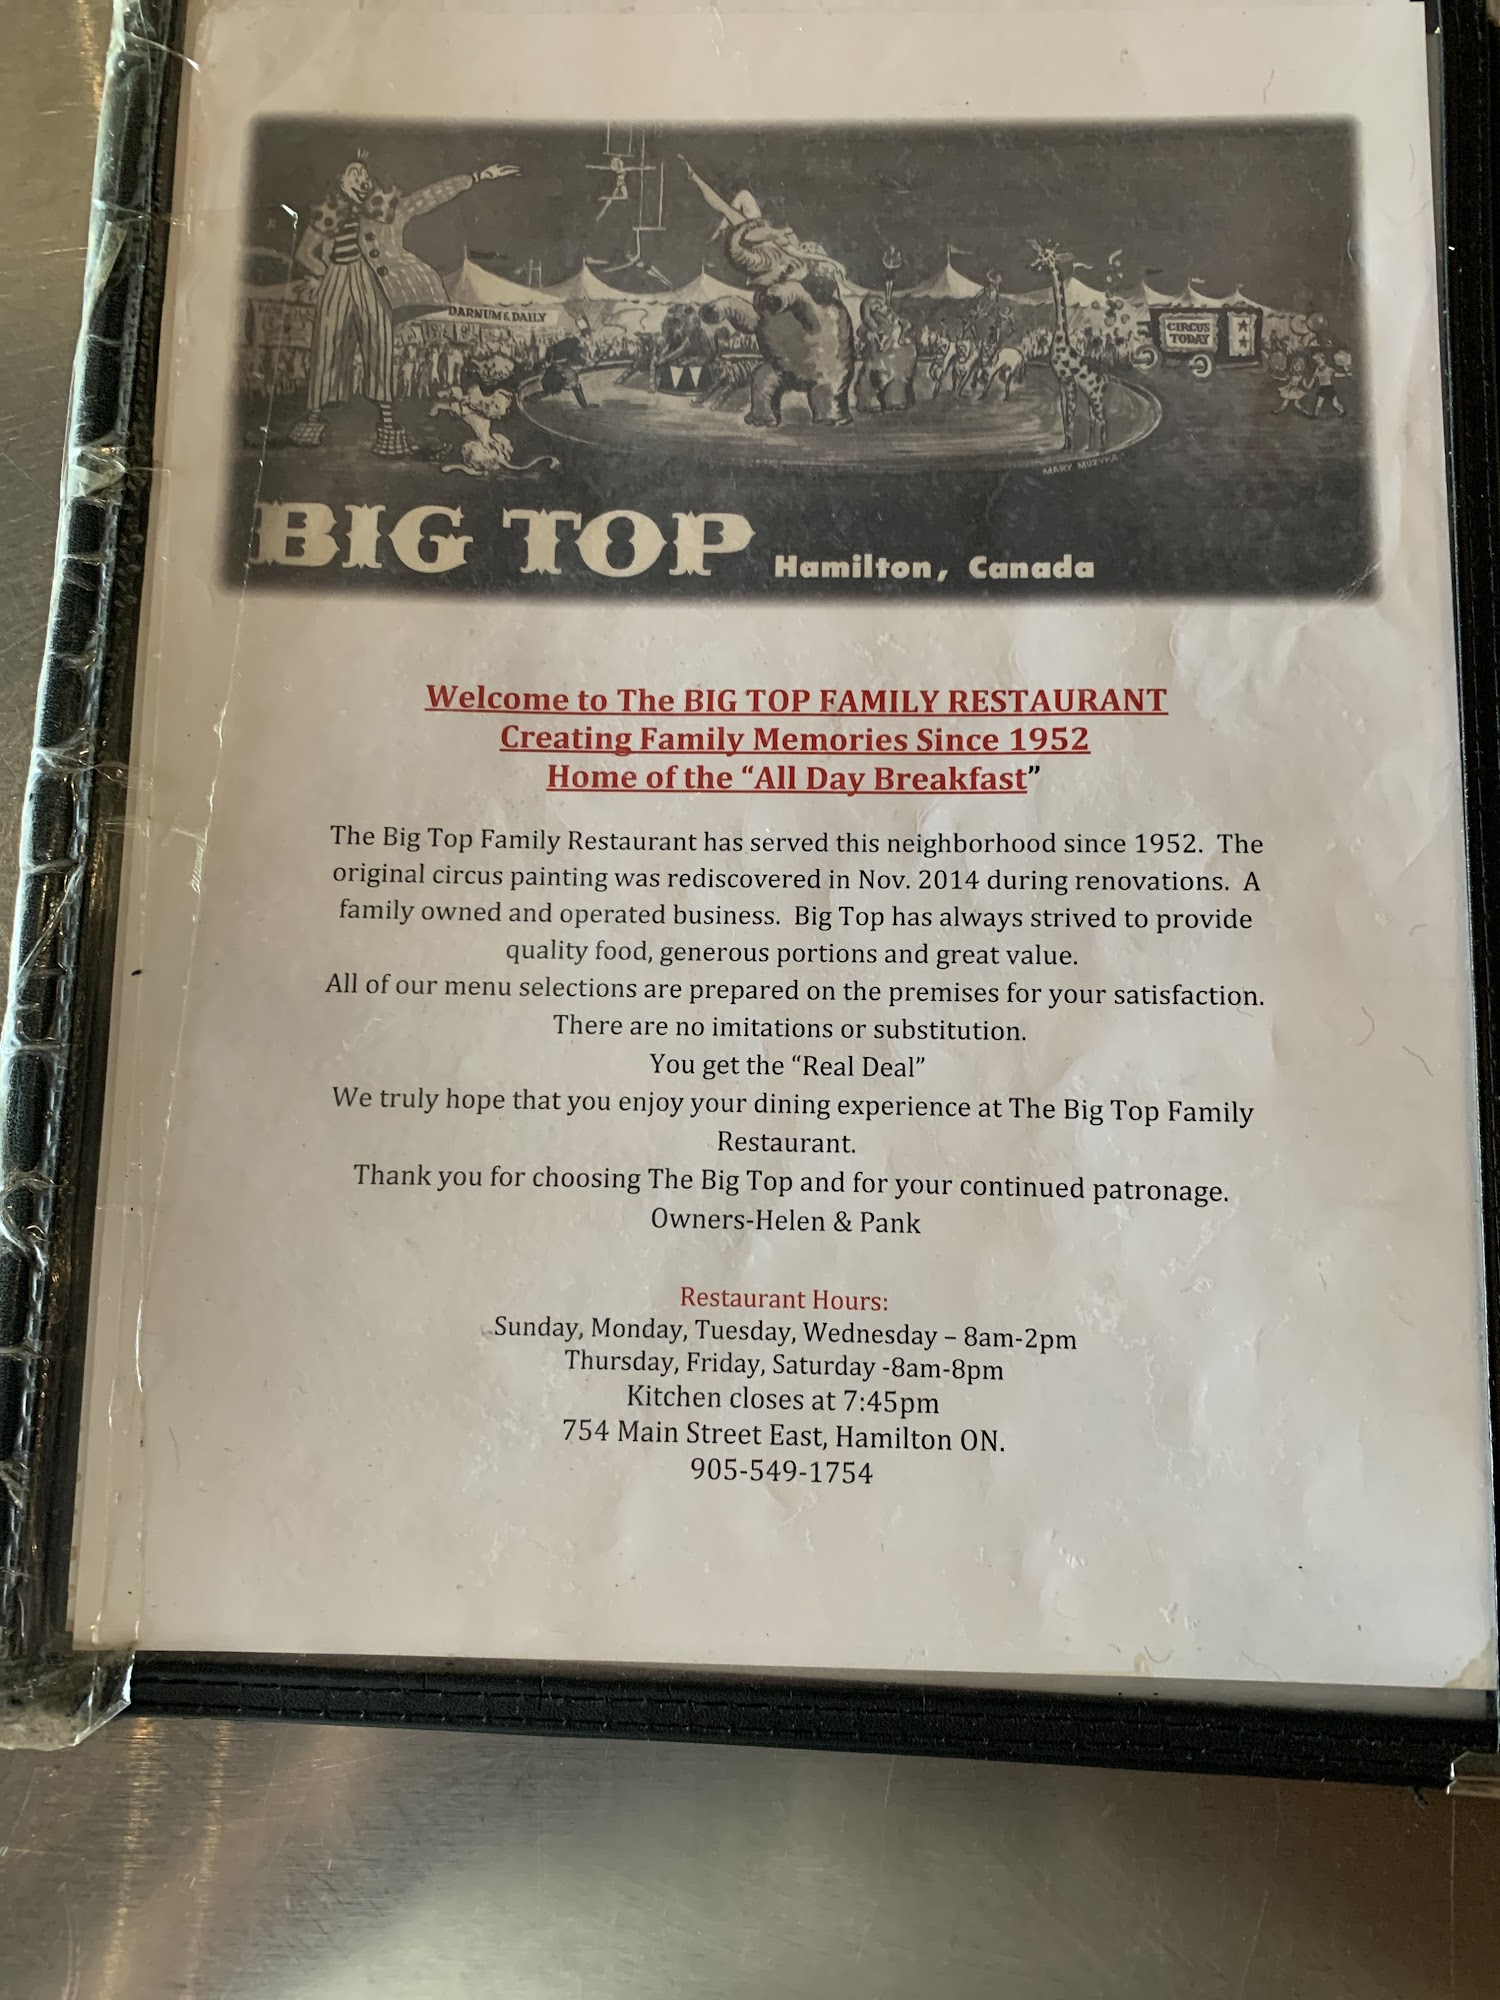 DARNUM & DAILY
CIRCUS
TODAY
MARY MUZYKA
BIG TOP Hamilton, Canada
Welcome to The BIG TOP FAMILY RESTAURANT
Creating Family Memories Since 1952
Home of the “All Day Breakfast”
The Big Top Family Restaurant has served this neighborhood since 1952. The
original circus painting was rediscovered in Nov. 2014 during renovations. A
family owned and operated business. Big Top has always strived to provide
quality food, generous portions and great value.
All of our menu selections are prepared on the premises for your satisfaction.
There are no imitations or substitution.
You get the “Real Deal”
We truly hope that you enjoy your dining experience at The Big Top Family
Restaurant.
Thank you for choosing The Big Top and for your continued patronage.
Owners-Helen & Pank
Restaurant Hours:
Sunday, Monday, Tuesday, Wednesday – 8am-2pm
Thursday, Friday, Saturday -8am-8pm
Kitchen closes at 7:45pm
754 Main Street East, Hamilton ON.
905-549-1754